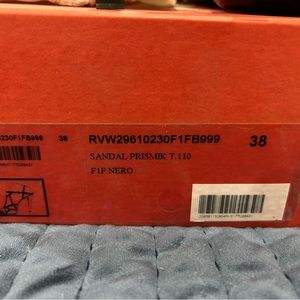 0230F1FB999 38 RVW29610230F1FB999 38
SANDAL PRISMIK T.110
F1F NERO